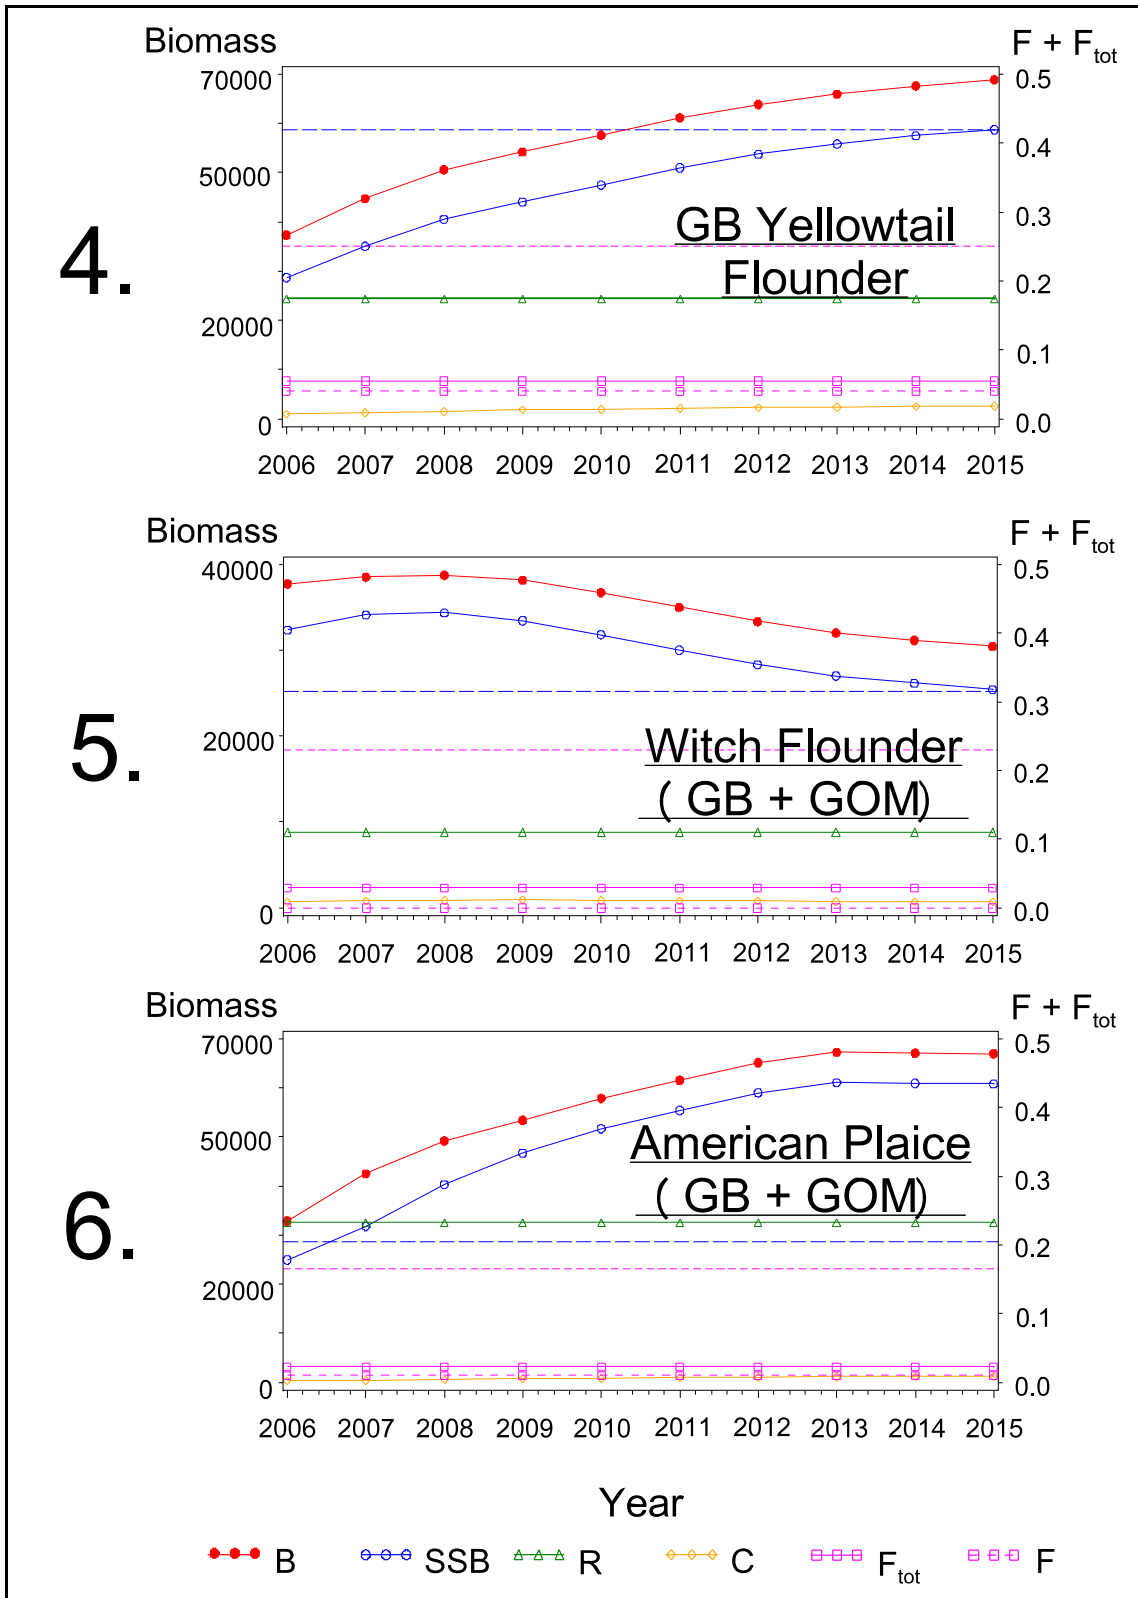 Biomass
F + Ftot
70000
50000
20000
0
0.5
0.4
0.3
0.2
0.1
0.0
4.
GB Yellowtail
Flounder
2006 2007 2008 2009 2010 2011 2012 2013 2014 2015
Biomass
F + Ftot
40000
20000
0
0.5
0.4
0.3
0.2
0.1
0.0
5.
Witch Flounder
( GB + GOM)
2006 2007 2008 2009 2010 2011 2012 2013 2014 2015
Biomass
F + Ftot
70000
50000
20000
0
0.5
0.4
0.3
0.2
0.1
0.0
6.
American Plaice
( GB + GOM)
2006 2007 2008 2009 2010 2011 2012 2013 2014 2015
Year
B SSB R C Ftot F